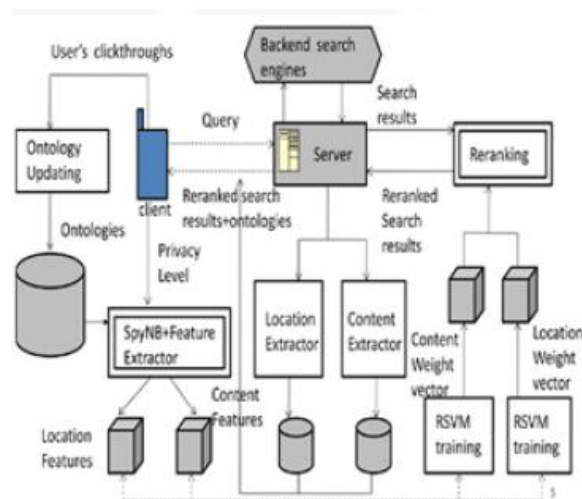 User's clickthroughs
Backend search
engines
Search
results
Query
Ontology
Updating
Server
Reranking
client
Reranked search
results+ontologies
Reranked
Search
results
Ontologies
Privacy
Level
SpyNB+Feature
Extractor
Location
Extractor
Content
Extractor
Content
Weight
vector
Location
Weight
vector
Content
Features
Location
Features
RSVM
training
RSVM
training
5